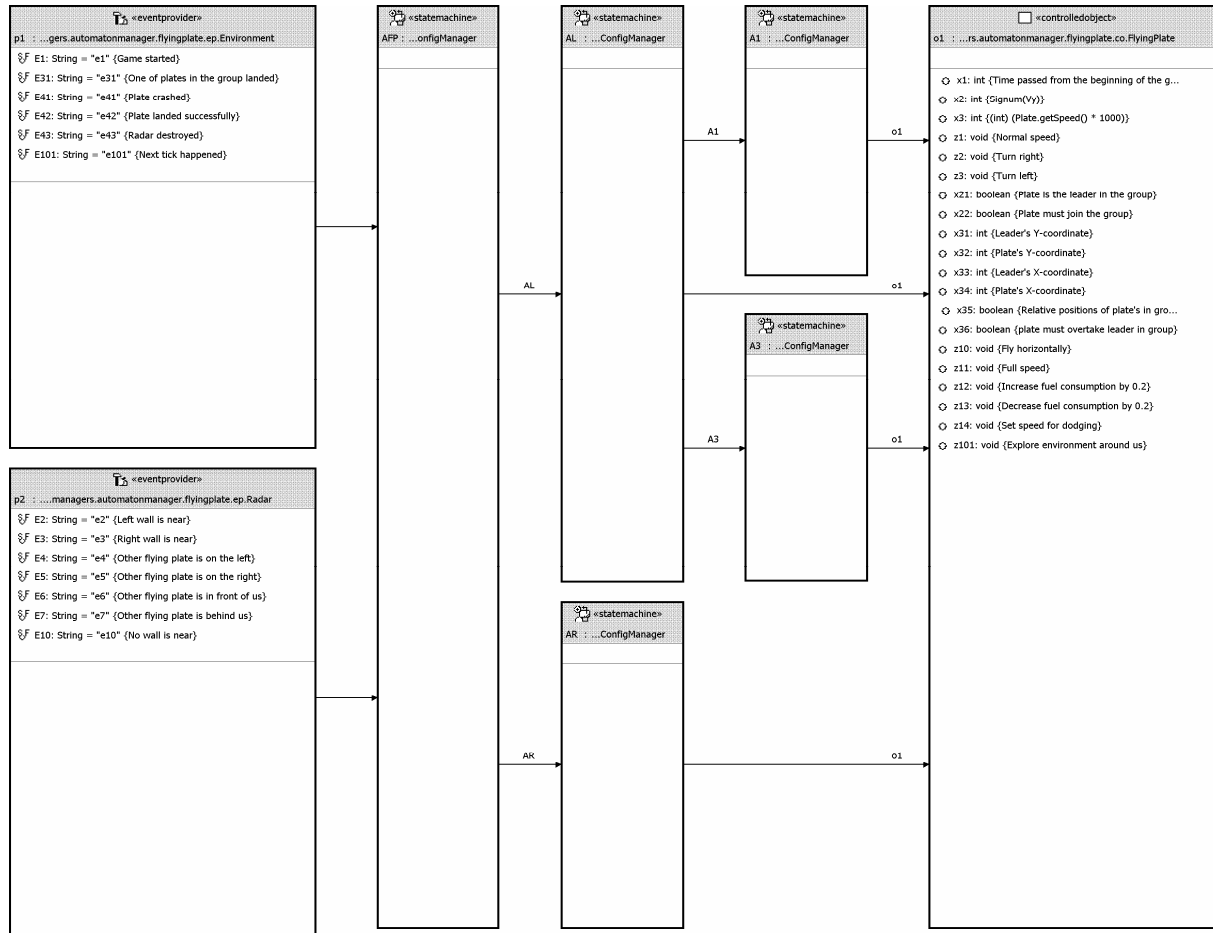 «eventprovider»
p1 : ...gers.automatonmanager.flyingplate.ep.Environment
E1: String = "e1" {Game started}
E31: String = "e31" {One of plates in the group landed}
E41: String = "e41" {Plate crashed}
E42: String = "e42" {Plate landed successfully}
E43: String = "e43" {Radar destroyed}
E101: String = "e101" {Next tick happened}
«eventprovider»
p2 : ....managers.automatonmanager.flyingplate.ep.Radar
E2: String = "e2" {Left wall is near}
E3: String = "e3" {Right wall is near}
E4: String = "e4" {Other flying plate is on the left}
E5: String = "e5" {Other flying plate is on the right}
E6: String = "e6" {Other flying plate is in front of us}
E7: String = "e7" {Other flying plate is behind us}
E10: String = "e10" {No wall is near}
«statemachine»
AFP : ...onfigManager
AL
AR
«statemachine»
AL : ...ConfigManager
A1
o1
A3
«statemachine»
AR : ...ConfigManager
o1
«statemachine»
A1 : ...ConfigManager
o1
«statemachine»
A3 : ...ConfigManager
o1
«controlledobject»
o1 : ...rs.automatonmanager.flyingplate.co.FlyingPlate
x1: int {Time passed from the beginning of the g...
x2: int {Signum(Vy)}
x3: int {(int) (Plate.getSpeed() * 1000)}
z1: void {Normal speed}
z2: void {Turn right}
z3: void {Turn left}
x21: boolean {Plate is the leader in the group}
x22: boolean {Plate must join the group}
x31: int {Leader's Y-coordinate}
x32: int {Plate's Y-coordinate}
x33: int {Leader's X-coordinate}
x34: int {Plate's X-coordinate}
x35: boolean {Relative positions of plate's in gro...
x36: boolean {plate must overtake leader in group}
z10: void {Fly horizontally}
z11: void {Full speed}
z12: void {Increase fuel consumption by 0.2}
z13: void {Decrease fuel consumption by 0.2}
z14: void {Set speed for dodging}
z101: void {Explore environment around us}